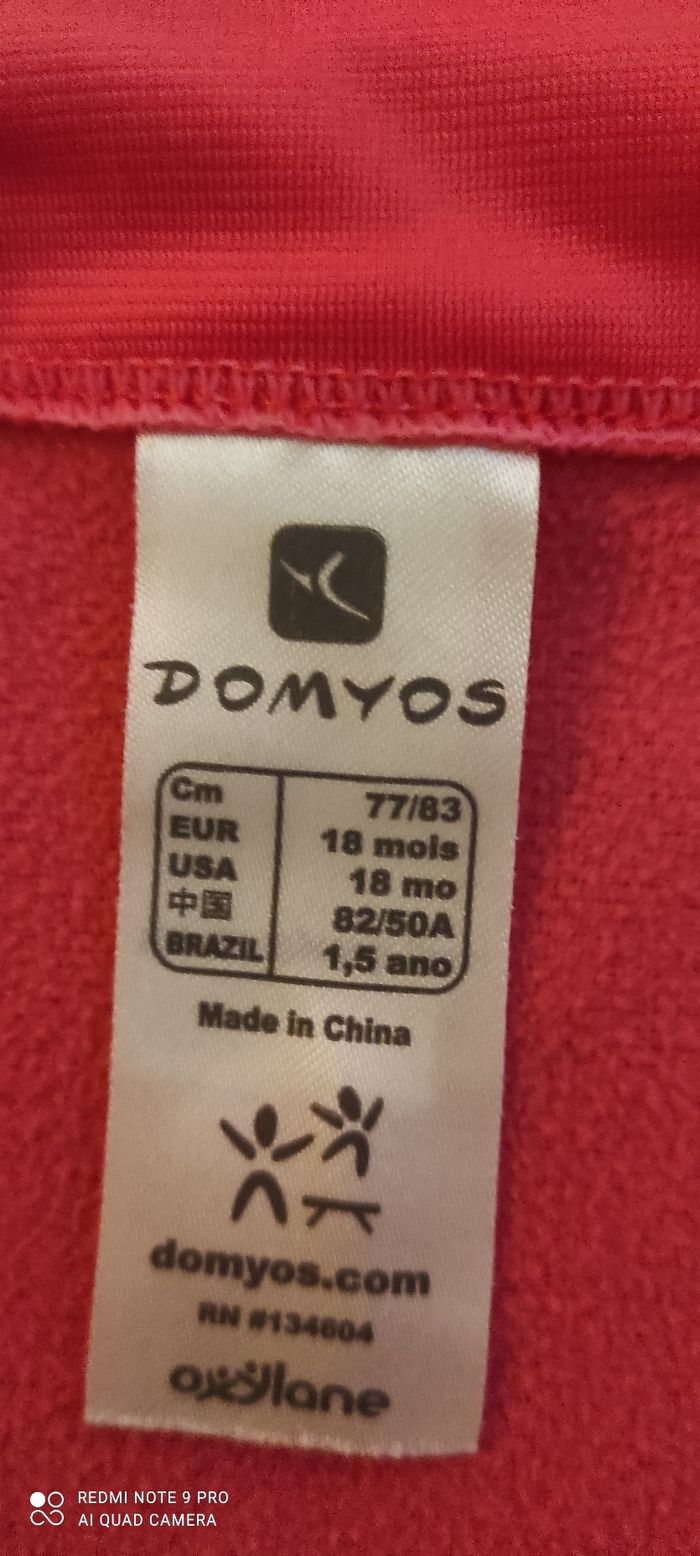 DOMYOS
Cm 77/83
EUR 18 mois
USA 18 mo
中国 82/50A
BRAZIL 1,5 ano
Made in China
domyos.com
RN #134604
oxylane
REDMI NOTE 9 PRO
AI QUAD CAMERA